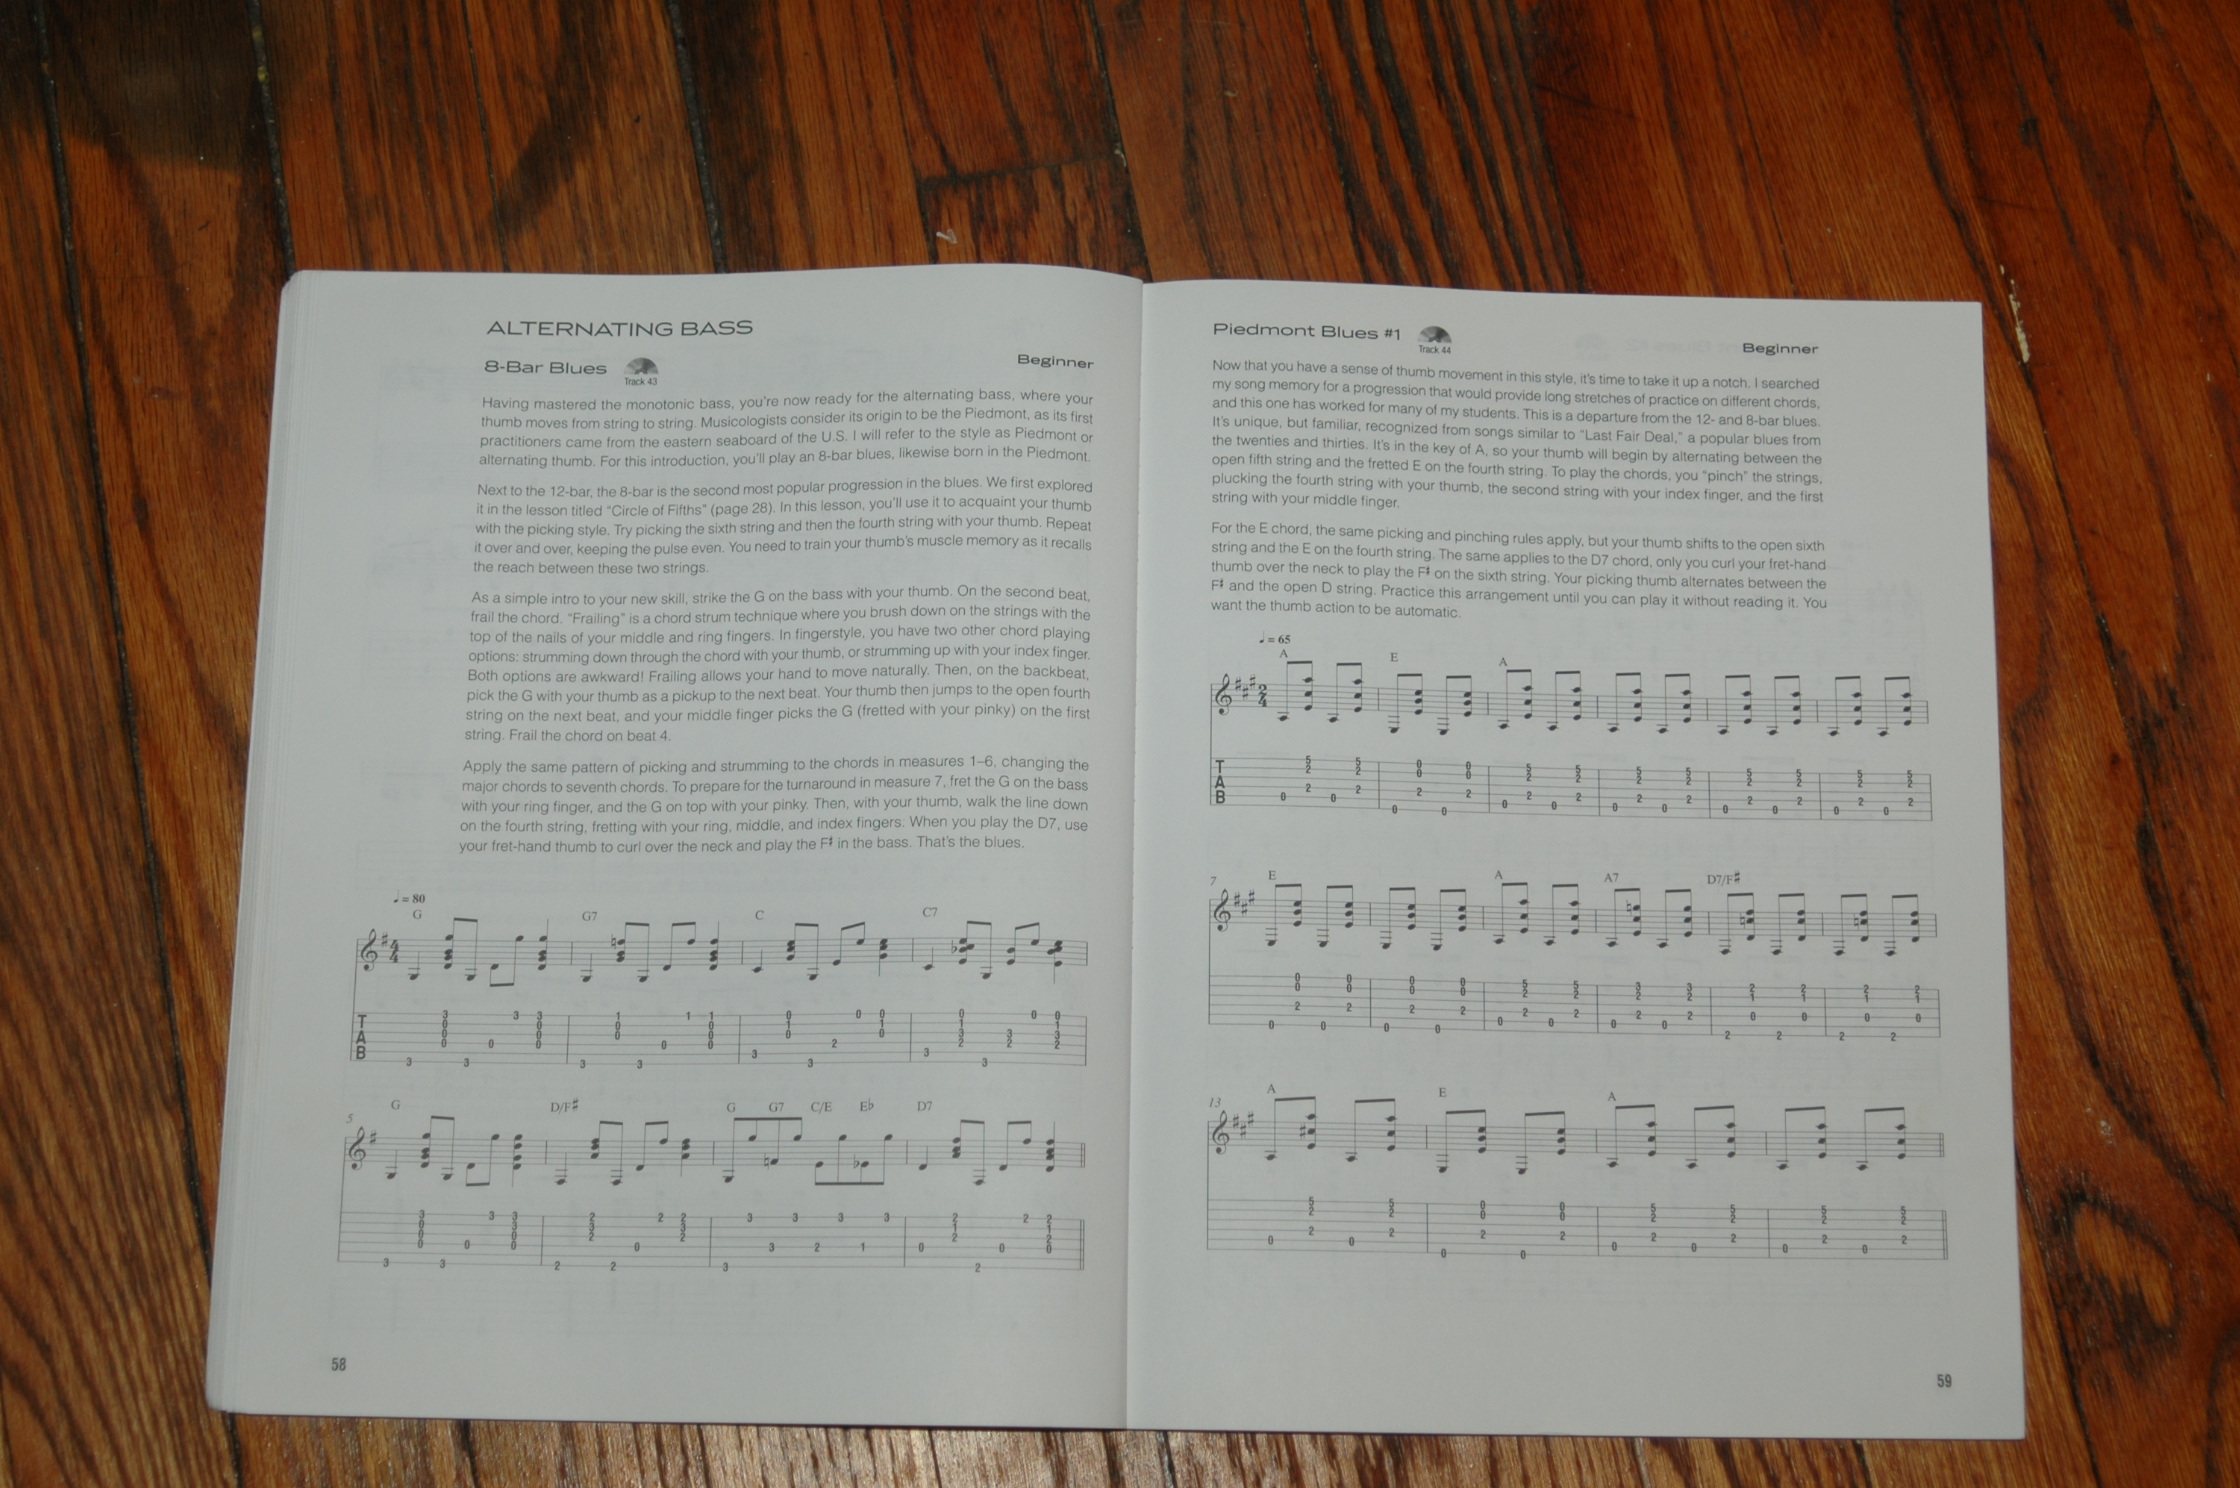 ALTERNATING BASS
8-Bar Blues
Track 43
Beginner
Having mastered the monotonic bass, you're now ready for the alternating bass, where your
thumb moves from string to string. Musicologists consider its origin to be the Piedmont, as its first
practitioners came from the eastern seaboard of the U.S. I will refer to the style as Piedmont or
alternating thumb. For this introduction, you'll play an 8-bar blues, likewise born in the Piedmont.
Next to the 12-bar, the 8-bar is the second most popular progression in the blues. We first explored
it in the lesson titled "Circle of Fifths" (page 28). In this lesson, you'll use it to acquaint your thumb
with the picking style. Try picking the sixth string and then the fourth string with your thumb. Repeat
it over and over, keeping the pulse even. You need to train your thumb's muscle memory as it recalls
the reach between these two strings.
As a simple intro to your new skill, strike the G on the bass with your thumb. On the second beat,
frail the chord. "Frailing" is a chord strum technique where you brush down on the strings with the
top of the nails of your middle and ring fingers. In fingerstyle, you have two other chord playing
options: strumming down through the chord with your thumb, or strumming up with your index finger.
Both options are awkward! Frailing allows your hand to move naturally. Then, on the backbeat,
pick the G with your thumb as a pickup to the next beat. Your thumb then jumps to the open fourth
string on the next beat, and your middle finger picks the G (fretted with your pinky) on the first
string. Frail the chord on beat 4.
Apply the same pattern of picking and strumming to the chords in measures 1–6, changing the
major chords to seventh chords. To prepare for the turnaround in measure 7, fret the G on the bass
with your ring finger, and the G on top with your pinky. Then, with your thumb, walk the line down
on the fourth string, fretting with your ring, middle, and index fingers. When you play the D7, use
your fret-hand thumb to curl over the neck and play the F♯ in the bass. That's the blues.
♩ = 80
G G7 C C7
4
4
T
A
B
5
G D/F♯ G G7 C/E E♭ D7
58
Piedmont Blues #1
Track 44
Beginner
Now that you have a sense of thumb movement in this style, it's time to take it up a notch. I searched
my song memory for a progression that would provide long stretches of practice on different chords,
and this one has worked for many of my students. This is a departure from the 12- and 8-bar blues.
It's unique, but familiar, recognized from songs similar to "Last Fair Deal," a popular blues from
the twenties and thirties. It's in the key of A, so your thumb will begin by alternating between the
open fifth string and the fretted E on the fourth string. To play the chords, you "pinch" the strings,
plucking the fourth string with your thumb, the second string with your index finger, and the first
string with your middle finger.
For the E chord, the same picking and pinching rules apply, but your thumb shifts to the open sixth
string and the E on the fourth string. The same applies to the D7 chord, only you curl your fret-hand
thumb over the neck to play the F♯ on the sixth string. Your picking thumb alternates between the
F♯ and the open D string. Practice this arrangement until you can play it without reading it. You
want the thumb action to be automatic.
♩ = 65
A E A
2
4
T
A
B
7
E A A7 D7/F♯
13
A E A
59